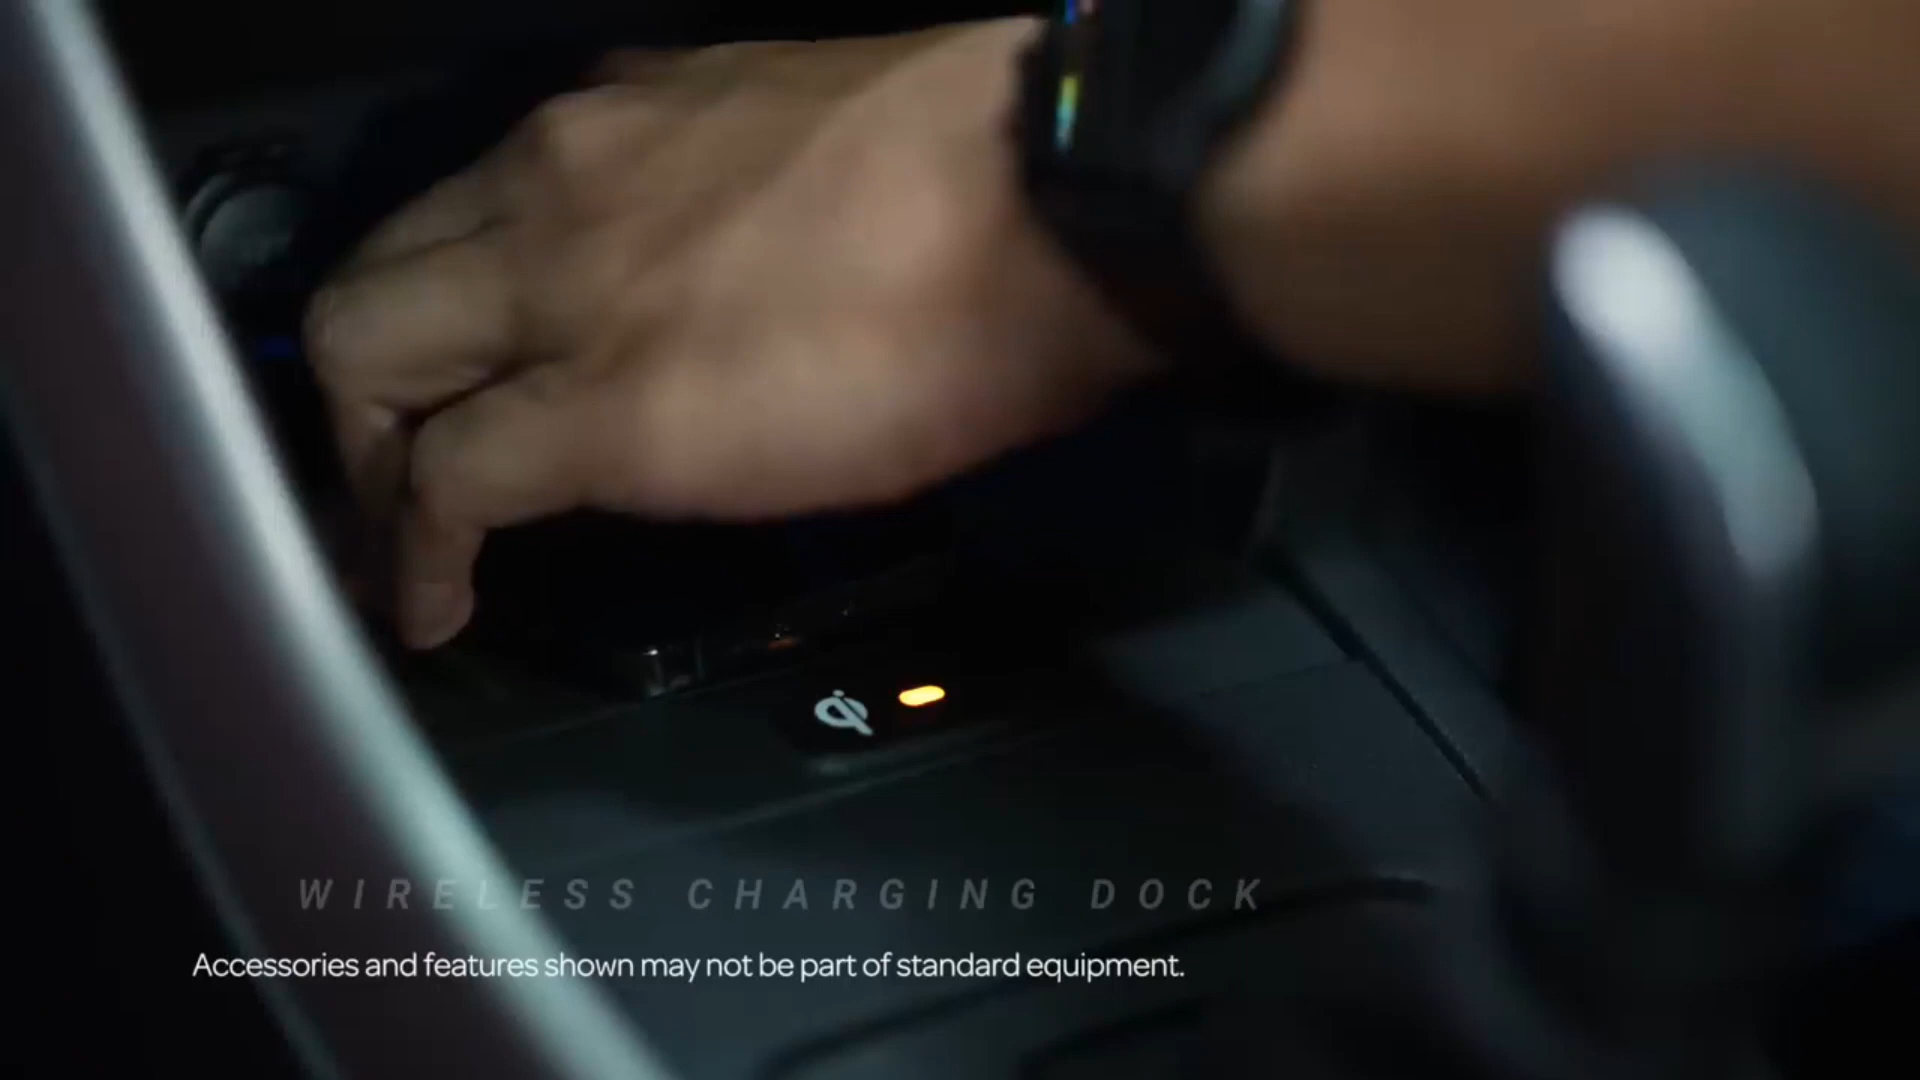 WIRELESS CHARGING DOCK
Accessories and features shown may not be part of standard equipment.